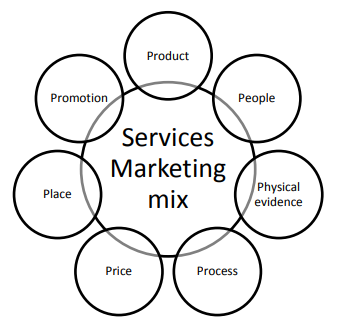 Product
Promotion
People
Services
Marketing
mix
Place
Physical
evidence
Price
Process